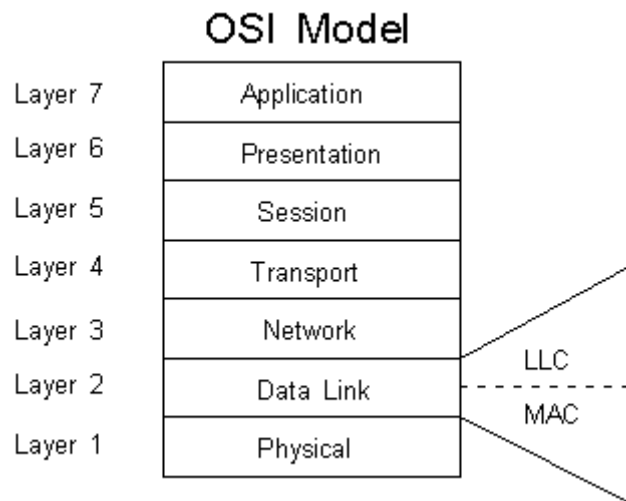 OSI Model
Layer 7 Application
Layer 6 Presentation
Layer 5 Session
Layer 4 Transport
Layer 3 Network
LLC
Layer 2 Data Link
MAC
Layer 1 Physical